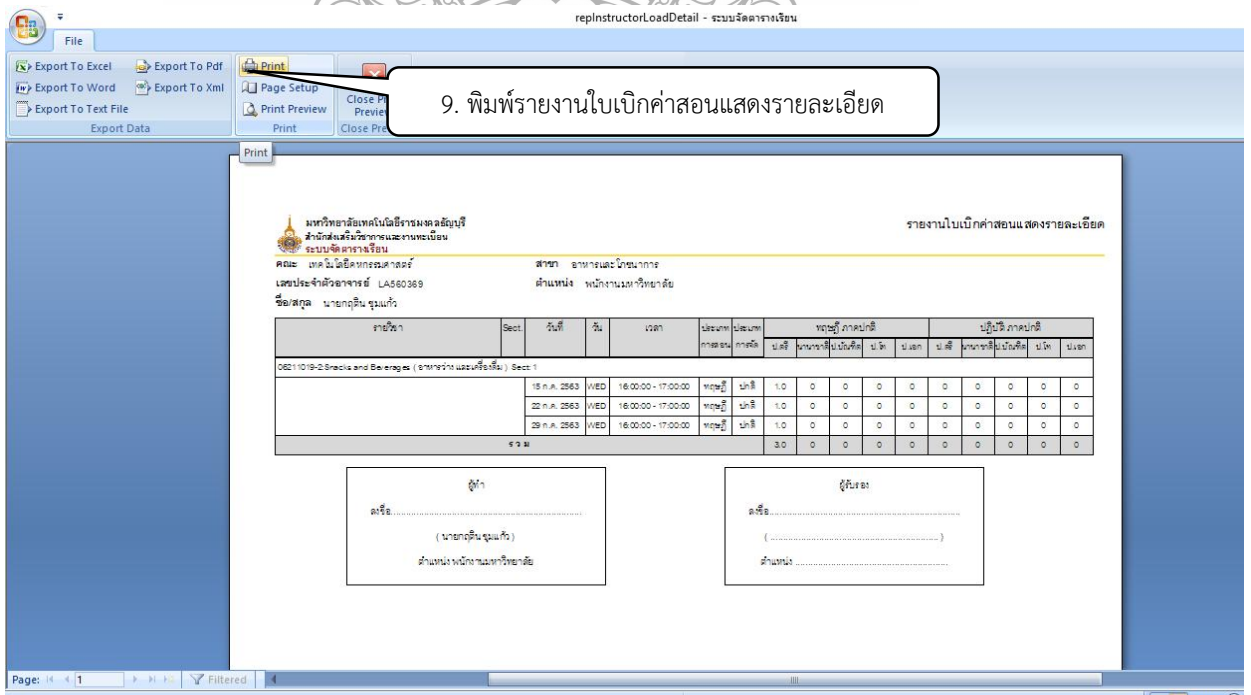 repInstructorLoadDetail - ระบบจัดตารางเรียน
File
Export To Excel Export To Pdf Print
Export To Word Export To Xml Page Setup
Export To Text File Print Preview
Export Data Print
9. พิมพ์รายงานใบเบิกค่าสอนแสดงรายละเอียด
Print
มหาวิทยาลัยเทคโนโลยีราชมงคลธัญบุรี
รายงานใบเบิกค่าสอนแสดงรายละเอียด
สำนักส่งเสริมวิชาการและงานทะเบียน
ระบบจัดตารางเรียน
คณะ เทคโนโลยีคหกรรมศาสตร์ สาขา อาหารและโภชนาการ
เลขประจำตัวอาจารย์ LA560369 ตำแหน่ง พนักงานมหาวิทยาลัย
ชื่อ/สกุล นายกฤติน ชุมแก้ว
รายวิชา Sect. วันที่ วัน เวลา ประเภทการสอน ประเภทการจัด ทฤษฎี ภาคปกติ ปฏิบัติ ภาคปกติ
ป.ตรี นานาชาติ ป.บัณฑิต ป.โท ป.เอก ป.ตรี นานาชาติ ป.บัณฑิต ป.โท ป.เอก
06211019-2:Snacks and Beverages ( อาหารว่าง และเครื่องดื่ม ) Sect: 1
15 ก.ค. 2563 WED 16:00:00 - 17:00:00 ทฤษฎี ปกติ 1.0 0 0 0 0 0 0 0 0 0
22 ก.ค. 2563 WED 16:00:00 - 17:00:00 ทฤษฎี ปกติ 1.0 0 0 0 0 0 0 0 0 0
29 ก.ค. 2563 WED 16:00:00 - 17:00:00 ทฤษฎี ปกติ 1.0 0 0 0 0 0 0 0 0 0
รวม 3.0 0 0 0 0 0 0 0 0 0
ผู้ทำ ผู้รับรอง
ลงชื่อ............................................................ ลงชื่อ............................................................
( นายกฤติน ชุมแก้ว ) ( ...................................................... )
ตำแหน่ง พนักงานมหาวิทยาลัย ตำแหน่ง ................................................
Page: 1 Filtered